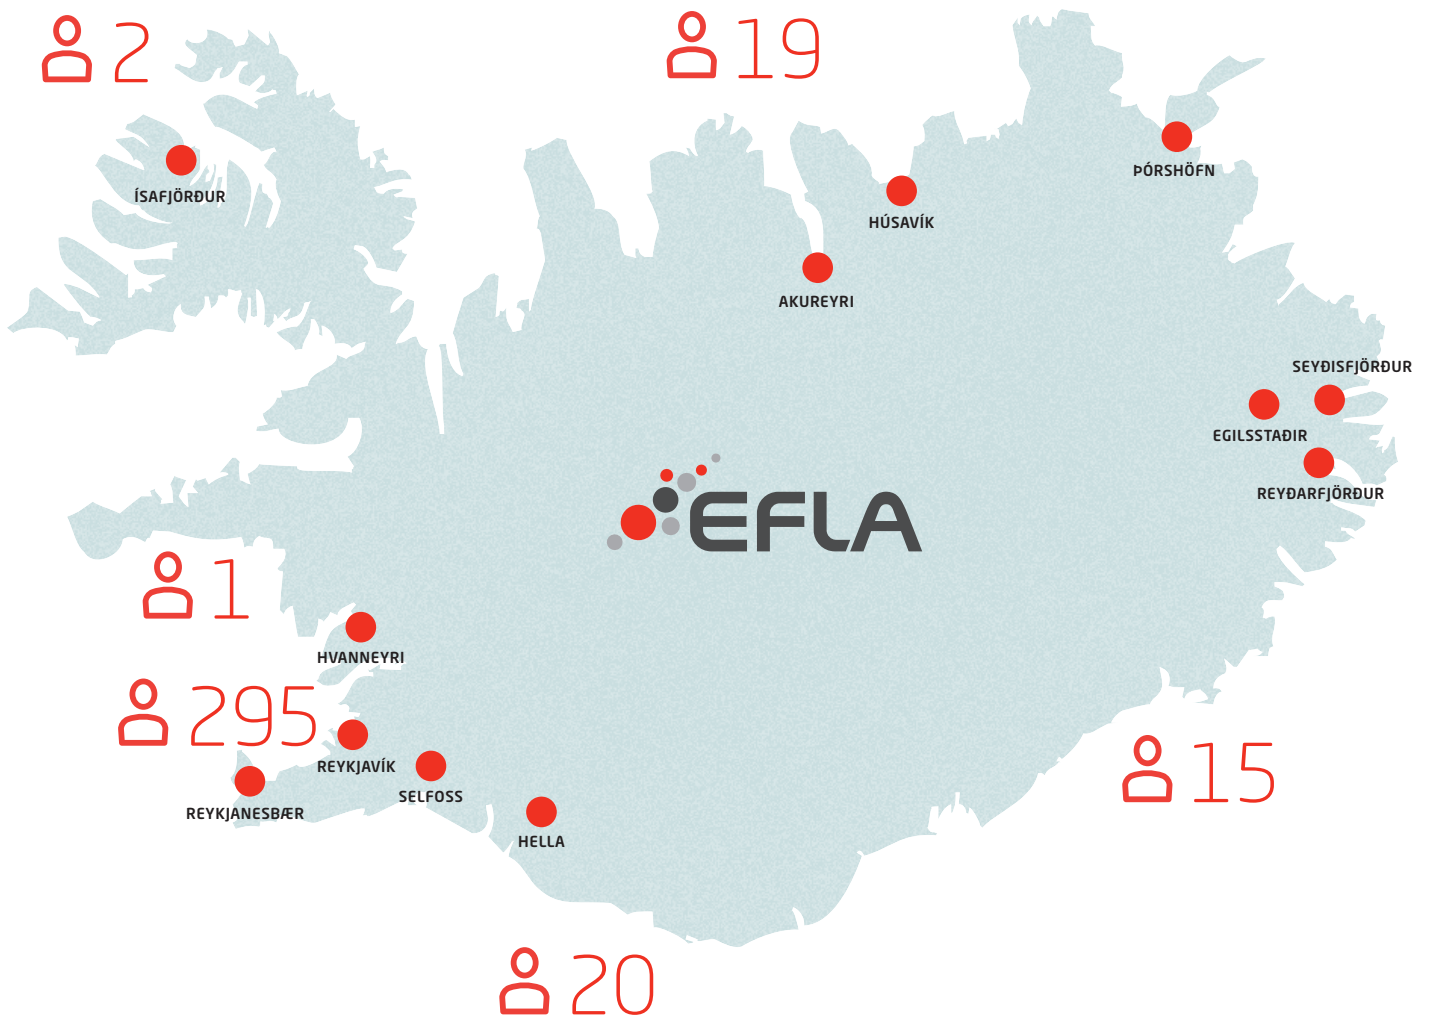 2
19
ÍSAFJÖRÐUR
ÞÓRSHÖFN
HÚSAVÍK
AKUREYRI
SEYÐISFJÖRÐUR
EGILSSTAÐIR
REYÐARFJÖRÐUR
EFLA
1
HVANNEYRI
295
REYKJAVÍK
SELFOSS
REYKJANESBÆR
HELLA
15
20